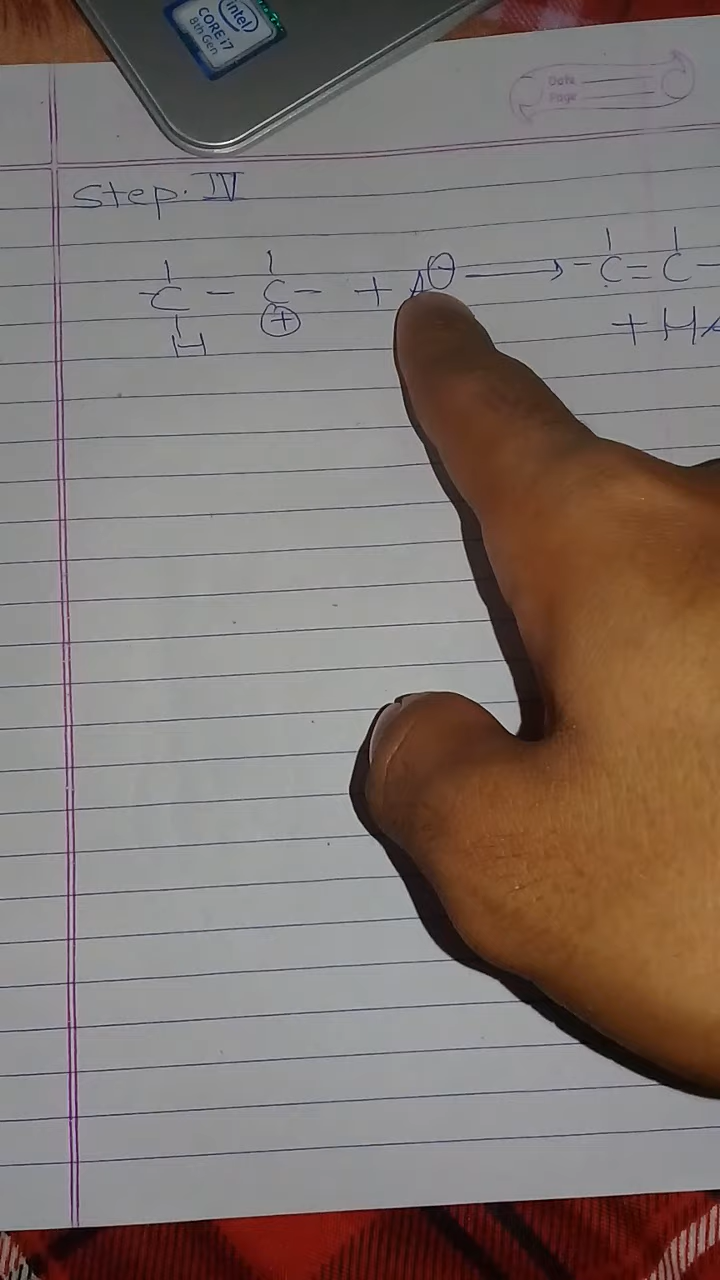 intel
CORE i7
8th Gen
Date
Page
Step. IV
-C - C- + A⊖ → -C=C-
H ⊕ + HA